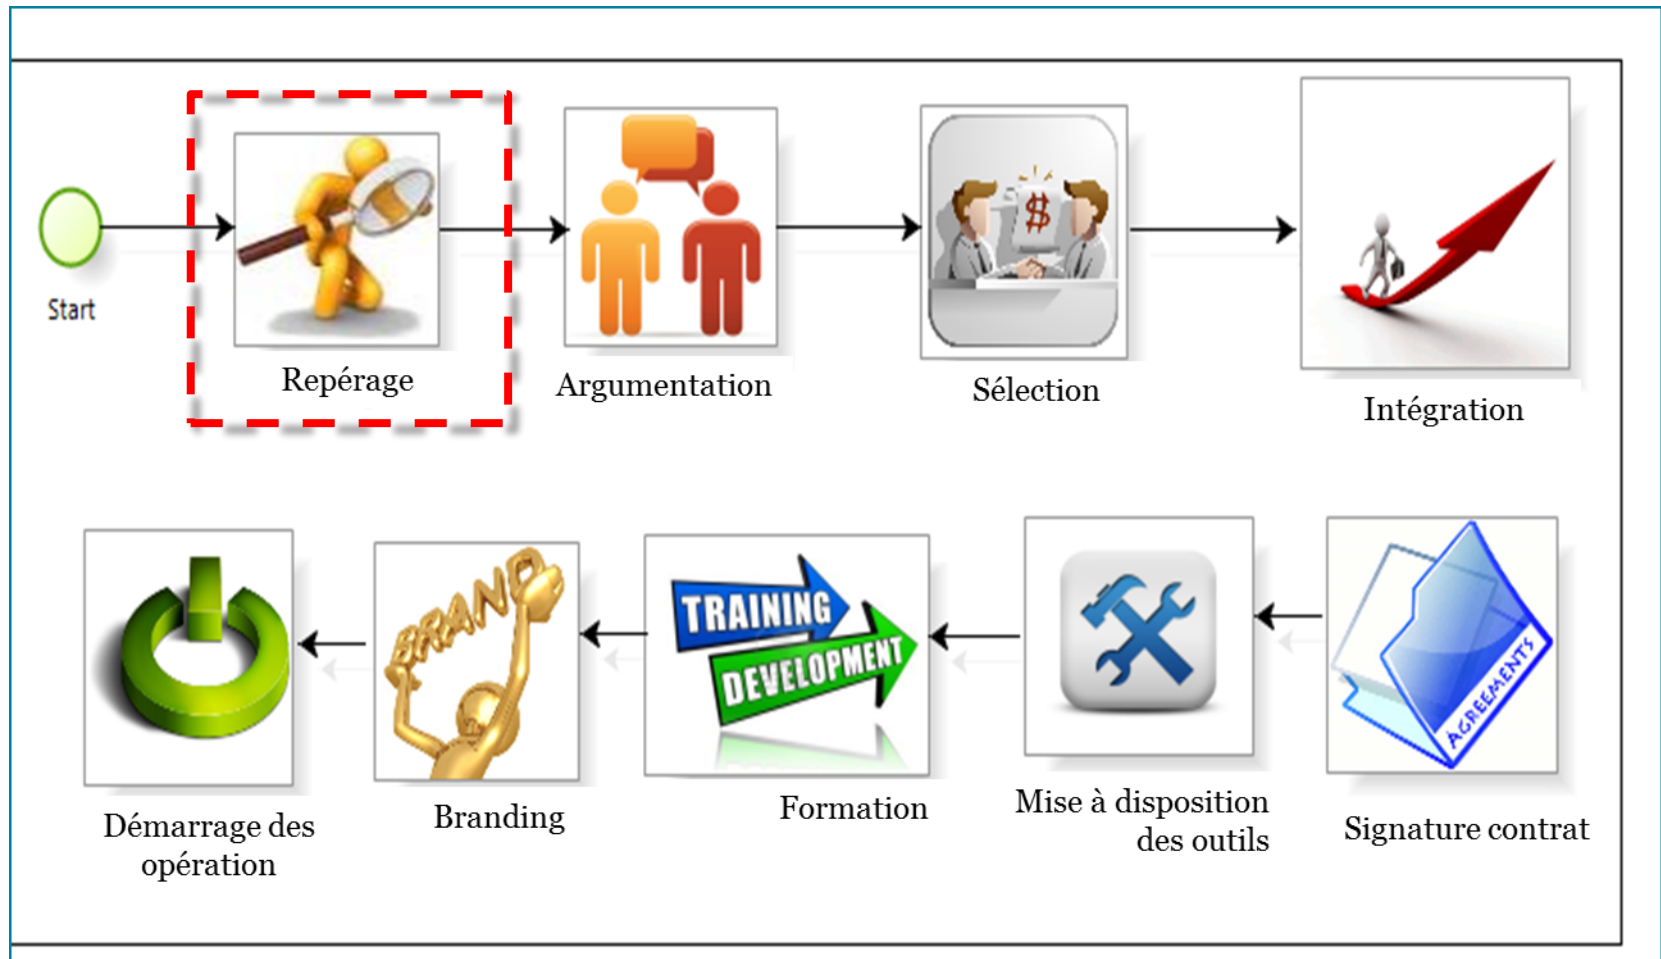 Start
Repérage
Argumentation
Sélection
Intégration
TRAINING
DEVELOPMENT
BRAND
AGREEMENTS
Démarrage des
opération
Branding
Formation
Mise à disposition
des outils
Signature contrat